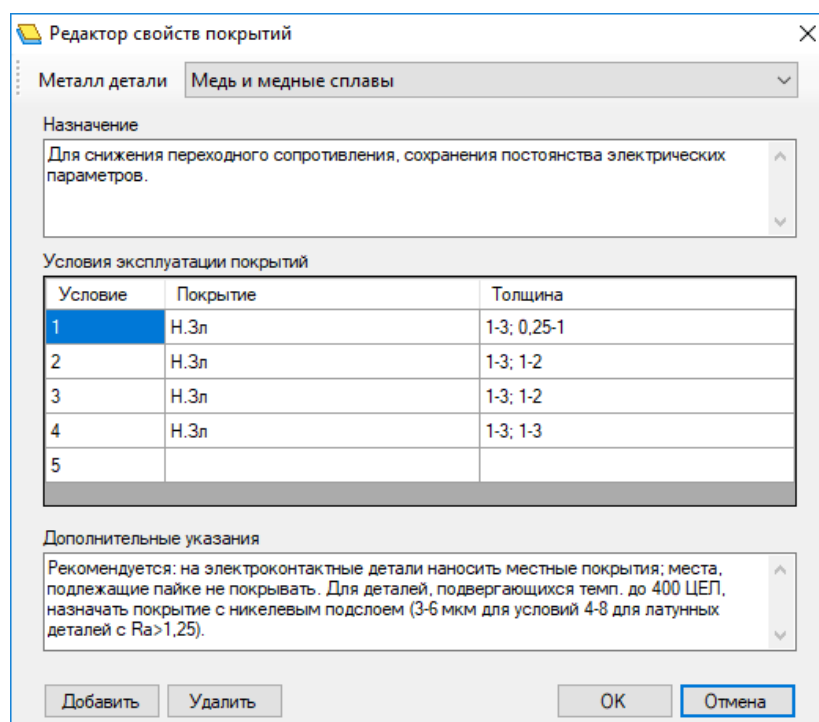 Редактор свойств покрытий
Металл детали Медь и медные сплавы
Назначение
Для снижения переходного сопротивления, сохранения постоянства электрических
параметров.
Условия эксплуатации покрытий
Условие Покрытие Толщина
1 Н.Зл 1-3; 0,25-1
2 Н.Зл 1-3; 1-2
3 Н.Зл 1-3; 1-2
4 Н.Зл 1-3; 1-3
5
Дополнительные указания
Рекомендуется: на электроконтактные детали наносить местные покрытия; места,
подлежащие пайке не покрывать. Для деталей, подвергающихся темп. до 400 ЦЕЛ,
назначать покрытие с никелевым подслоем (3-6 мкм для условий 4-8 для латунных
деталей с Ra>1,25).
Добавить Удалить OK Отмена